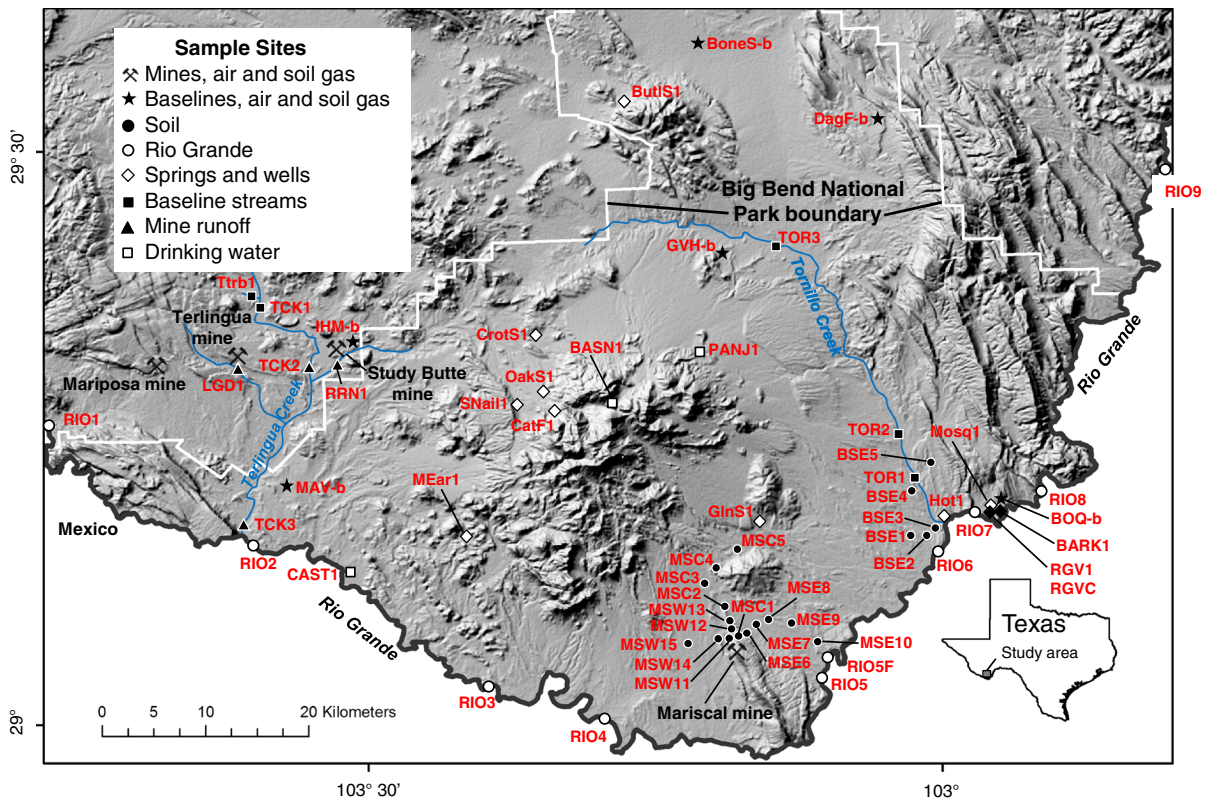 Sample Sites
Mines, air and soil gas
Baselines, air and soil gas
Soil
Rio Grande
Springs and wells
Baseline streams
Mine runoff
Drinking water
BoneS-b
ButlS1
DagF-b
29° 30'
RIO9
Big Bend National
Park boundary
GVH-b
TOR3
Tornillo Creek
Ttrb1
TCK1
Terlingua
mine
IHM-b
CrotS1
BASN1
PANJ1
Rio Grande
Mariposa mine
LGD1
TCK2
RRN1
Study Butte
mine
OakS1
SNail1
CatF1
RIO1
Terlingua Creek
TOR2
Mosq1
BSE5
TOR1
BSE4
MAV-b
MEar1
Hot1
RIO8
BOQ-b
GlnS1
BSE3
RIO7
Mexico
TCK3
MSC5
BSE1
BARK1
RIO2
MSC4
BSE2
RIO6
CAST1
MSC3
RGV1
RGVC
MSC2
MSC1
MSE8
Rio Grande
MSW13
MSW12
MSE9
MSW15
MSE7
MSE10
MSW14
MSE6
RIO5F
MSW11
RIO5
Texas
Study area
RIO3
Mariscal mine
RIO4
29°
0 5 10 20 Kilometers
103° 30'
103°